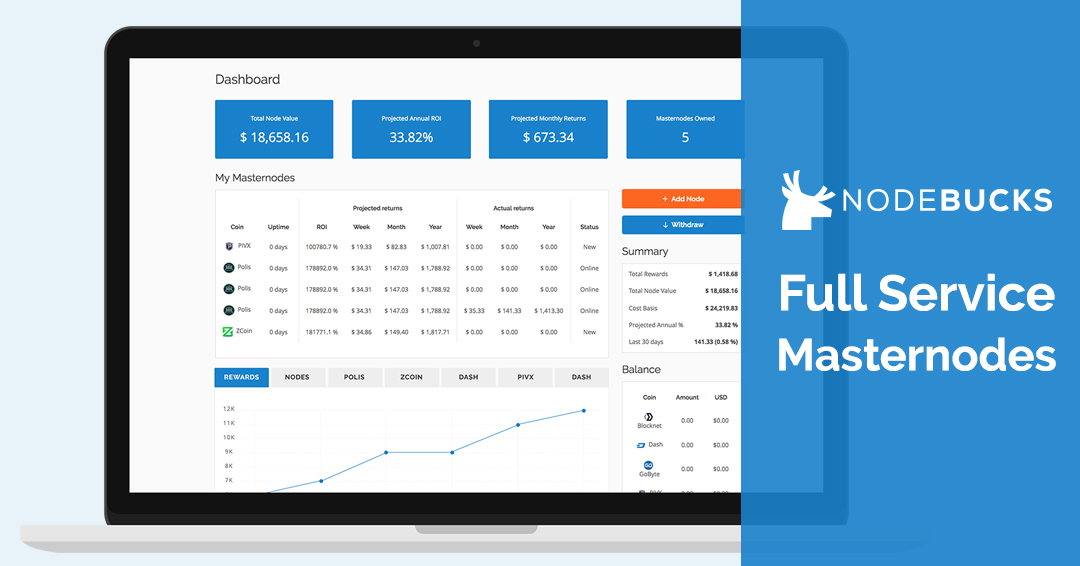 Dashboard
Total Node Value
$ 18,658.16
Projected Annual ROI
33.82%
Projected Monthly Returns
$ 673.34
Masternodes Owned
5
My Masternodes
Projected returns Actual returns
Coin Uptime ROI Week Month Year Week Month Year Status
PIVX 0 days 100780.7 % $ 19.33 $ 82.83 $ 1,007.81 $ 0.00 $ 0.00 $ 0.00 New
Polis 0 days 178892.0 % $ 34.31 $ 147.03 $ 1,788.92 $ 0.00 $ 0.00 $ 0.00 Online
Polis 0 days 178892.0 % $ 34.31 $ 147.03 $ 1,788.92 $ 0.00 $ 0.00 $ 0.00 Online
Polis 0 days 178892.0 % $ 34.31 $ 147.03 $ 1,788.92 $ 35.33 $ 141.33 $ 1,413.30 Online
ZCoin 0 days 181771.1 % $ 34.86 $ 149.40 $ 1,817.71 $ 0.00 $ 0.00 $ 0.00 New
+ Add Node
↓ Withdraw
Summary
Total Rewards $ 1,418.68
Total Node Value $ 18,658.16
Cost Basis $ 24,219.83
Projected Annual % 33.82 %
Last 30 days 141.33 (0.58 %)
REWARDS NODES POLIS ZCOIN DASH PIVX DASH
12K
11K
10K
9K
8K
7K
Balance
Coin Amount USD
Blocknet 0.00 $0.00
Dash 0.00 $0.00
GO
GoByte 0.00 $0.00
NODEBUCKS
Full Service
Masternodes